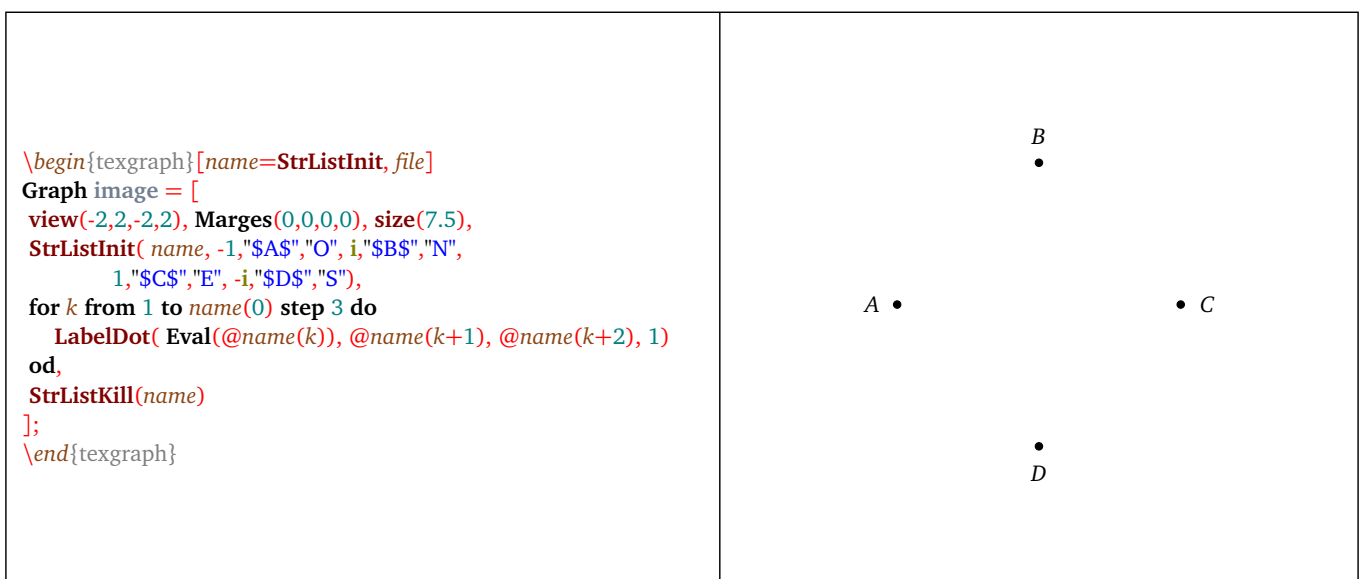 \begin{texgraph}[name=StrListInit, file]
Graph image = [
view(-2,2,-2,2), Marges(0,0,0,0), size(7.5),
StrListInit( name, -1,"$A$","O", i,"$B$","N",
1,"$C$","E", -i,"$D$","S"),
for k from 1 to name(0) step 3 do
LabelDot( Eval(@name(k)), @name(k+1), @name(k+2), 1)
od,
StrListKill(name)
];
\end{texgraph}
B
A
C
D